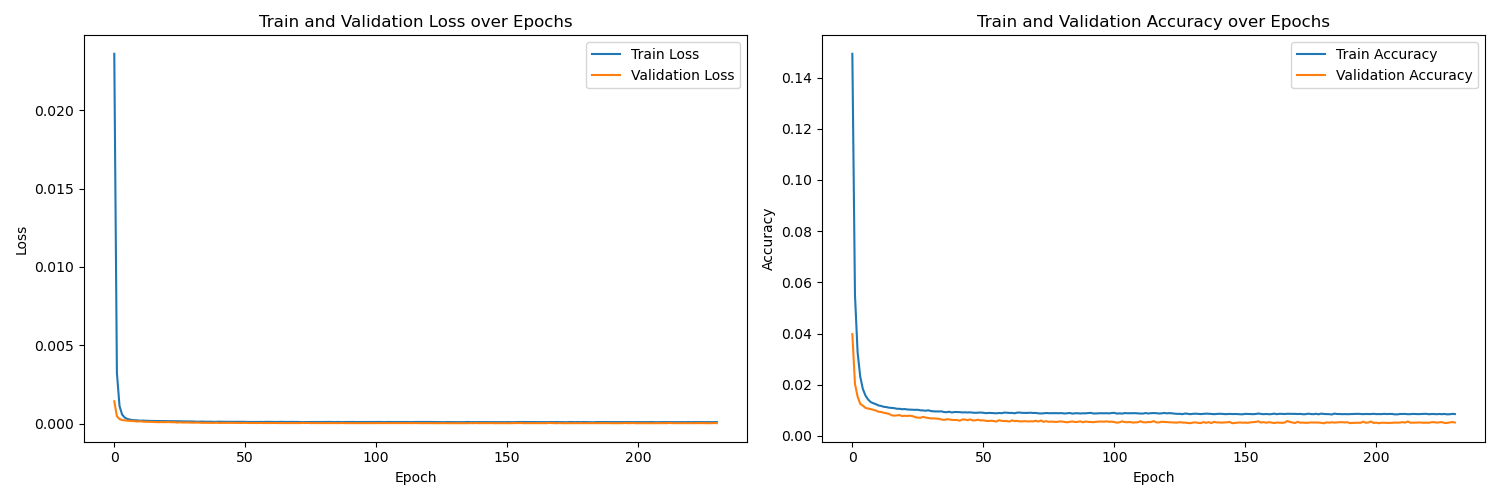 Train and Validation Loss over Epochs
Train Loss
Validation Loss
0.020
0.015
0.010
0.005
0.000
Loss
0
50
100
150
200
Epoch
Train and Validation Accuracy over Epochs
Train Accuracy
Validation Accuracy
0.14
0.12
0.10
0.08
0.06
0.04
0.02
0.00
Accuracy
0
50
100
150
200
Epoch